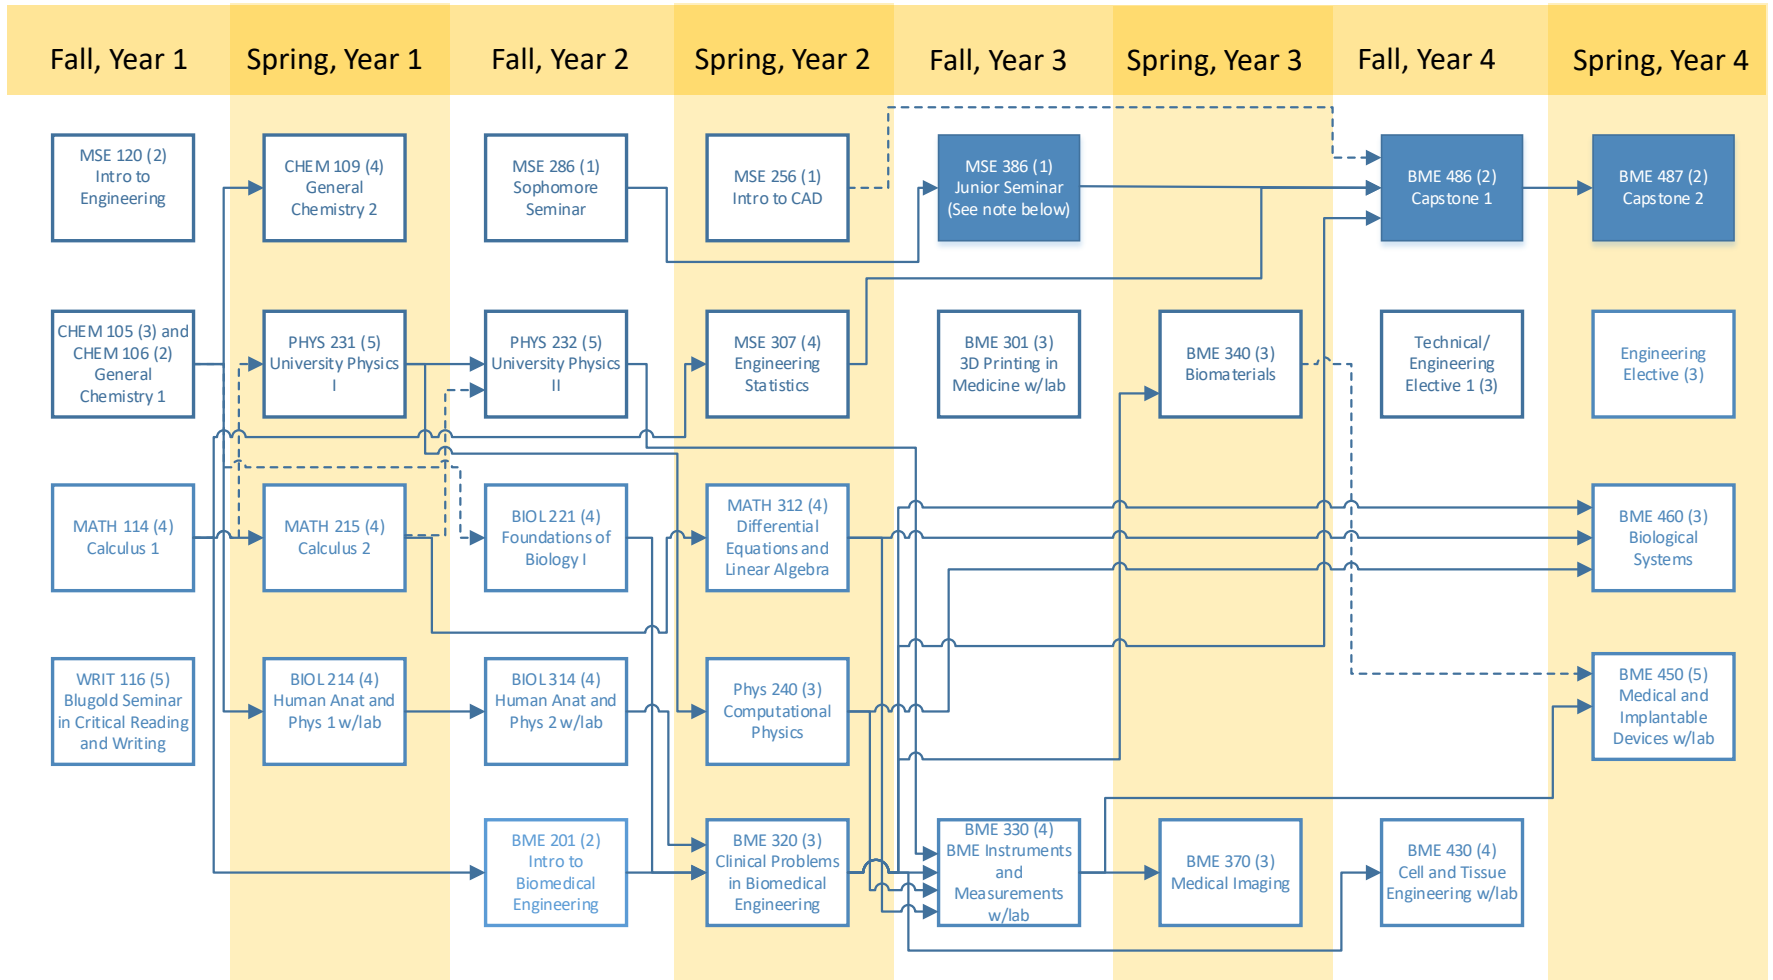 Fall, Year 1
Spring, Year 1
Fall, Year 2
Spring, Year 2
Fall, Year 3
Spring, Year 3
Fall, Year 4
Spring, Year 4
MSE 120 (2)
Intro to
Engineering
CHEM 109 (4)
General
Chemistry 2
MSE 286 (1)
Sophomore
Seminar
MSE 256 (1)
Intro to CAD
MSE 386 (1)
Junior Seminar
(See note below)
BME 486 (2)
Capstone 1
BME 487 (2)
Capstone 2
CHEM 105 (3) and
CHEM 106 (2)
General
Chemistry 1
PHYS 231 (5)
University Physics
I
PHYS 232 (5)
University Physics
II
MSE 307 (4)
Engineering
Statistics
BME 301 (3)
3D Printing in
Medicine w/lab
BME 340 (3)
Biomaterials
Technical/
Engineering
Elective 1 (3)
Engineering
Elective (3)
MATH 114 (4)
Calculus 1
MATH 215 (4)
Calculus 2
BIOL 221 (4)
Foundations of
Biology I
MATH 312 (4)
Differential
Equations and
Linear Algebra
BME 460 (3)
Biological
Systems
WRIT 116 (5)
Blugold Seminar
in Critical Reading
and Writing
BIOL 214 (4)
Human Anat and
Phys 1 w/lab
BIOL 314 (4)
Human Anat and
Phys 2 w/lab
Phys 240 (3)
Computational
Physics
BME 450 (5)
Medical and
Implantable
Devices w/lab
BME 201 (2)
Intro to
Biomedical
Engineering
BME 320 (3)
Clinical Problems
in Biomedical
Engineering
BME 330 (4)
BME Instruments
and
Measurements
w/lab
BME 370 (3)
Medical Imaging
BME 430 (4)
Cell and Tissue
Engineering w/lab